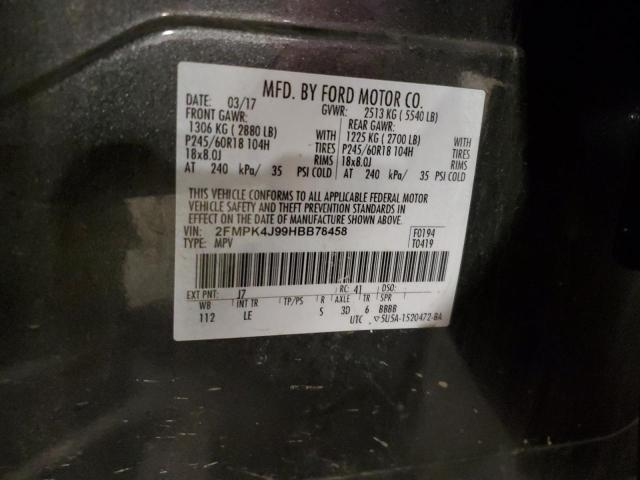 MFD. BY FORD MOTOR CO.
DATE: 03/17 GVWR: 2513 KG ( 5540 LB)
FRONT GAWR: REAR GAWR:
1306 KG ( 2880 LB) WITH 1225 KG ( 2700 LB) WITH
P245/60R18 104H TIRES P245/60R18 104H TIRES
18x8.0J RIMS 18x8.0J RIMS
AT 240 kPa/ 35 PSI COLD AT 240 kPa/ 35 PSI COLD
THIS VEHICLE CONFORMS TO ALL APPLICABLE FEDERAL MOTOR
VEHICLE SAFETY AND THEFT PREVENTION STANDARDS IN
EFFECT ON THE DATE OF MANUFACTURE SHOWN ABOVE.
VIN: 2FMPK4J99HBB78458 F0194
TYPE: MPV T0419
EXT PNT: J7 RC: 41 DSO:
WB INT TR TP/PS R AXLE TR SPR
112 LE S 3D 6 BBBB
UTC ▽5U5A-1520472-BA